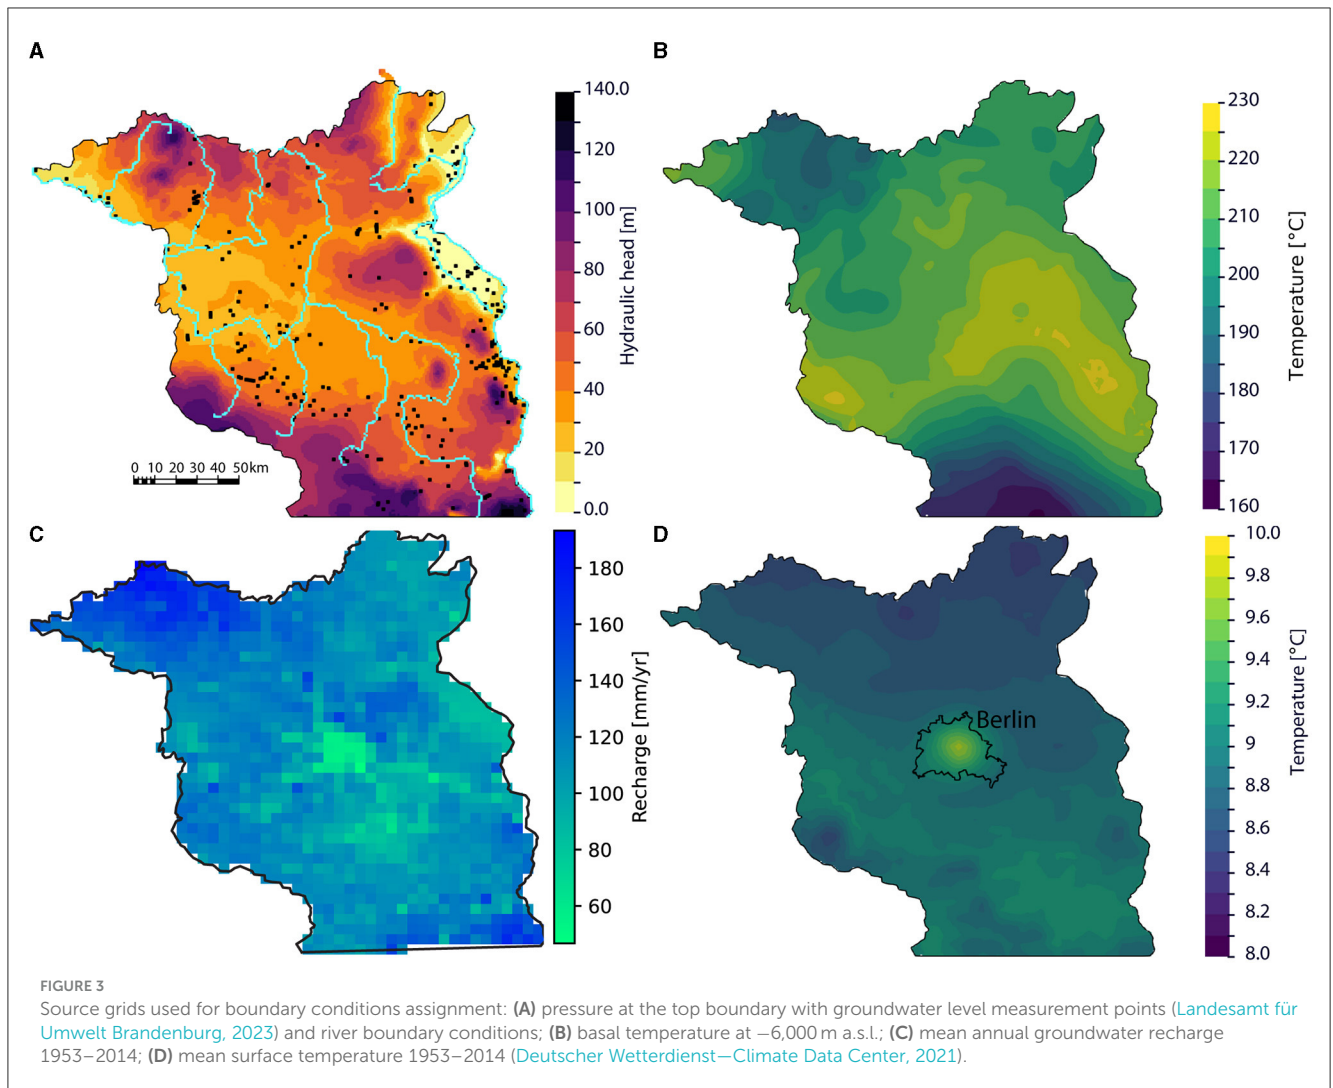 A
140.0
120
100
80
60
40
20
0.0
Hydraulic head [m]
0 10 20 30 40 50km
B
230
220
210
200
190
180
170
160
Temperature [°C]
C
180
160
140
120
100
80
60
Recharge [mm/yr]
D
Berlin
10.0
9.8
9.6
9.4
9.2
9
8.8
8.6
8.4
8.2
8.0
Temperature [°C]
FIGURE 3
Source grids used for boundary conditions assignment: (A) pressure at the top boundary with groundwater level measurement points (Landesamt für
Umwelt Brandenburg, 2023) and river boundary conditions; (B) basal temperature at −6,000 m a.s.l.; (C) mean annual groundwater recharge
1953–2014; (D) mean surface temperature 1953–2014 (Deutscher Wetterdienst—Climate Data Center, 2021).